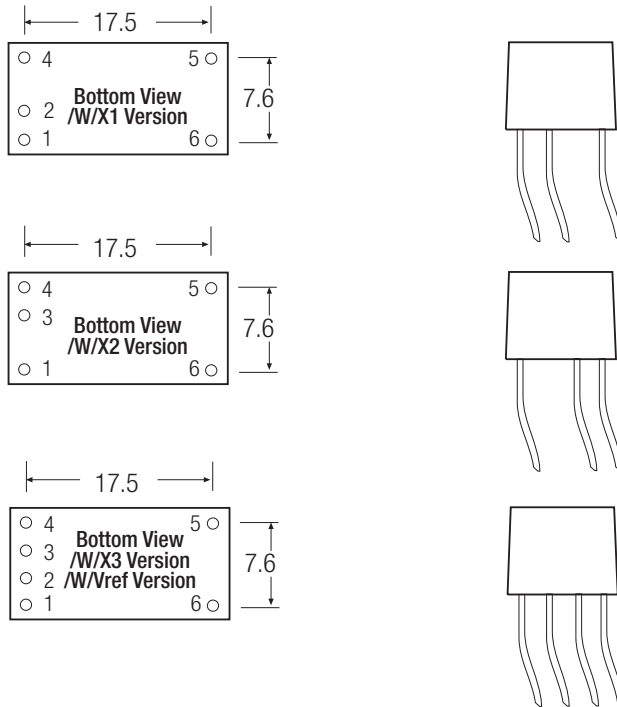 17.5
4 5
Bottom View
2 /W/X1 Version
7.6
1 6
17.5
4 5
3
Bottom View
/W/X2 Version
7.6
1 6
17.5
4 5
Bottom View
3 /W/X3 Version
7.6
2 /W/Vref Version
1 6